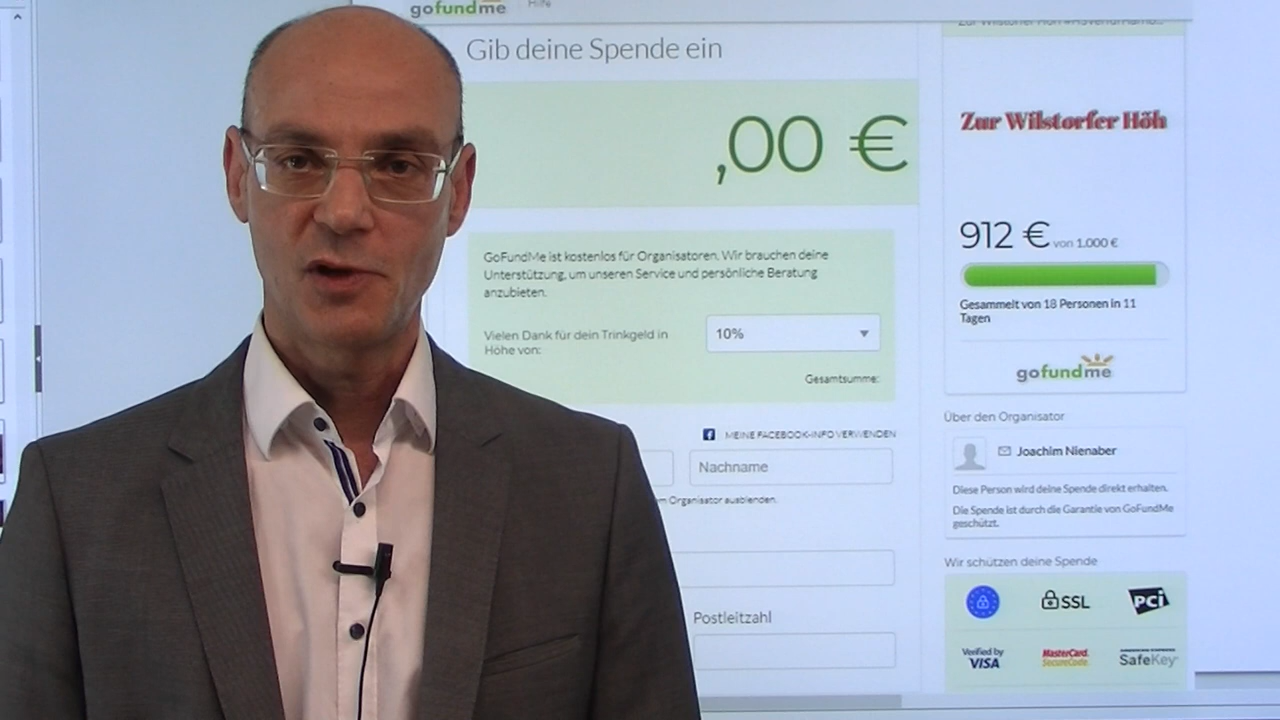 gofundme
Gib deine Spende ein
,00 €
GoFundMe ist kostenlos für Organisatoren. Wir brauchen deine
Unterstützung, um unseren Service und persönliche Beratung
anzubieten.
Vielen Dank für dein Trinkgeld in
Höhe von:
10%
Gesamtsumme:
MEINE FACEBOOK-INFO VERWENDEN
Nachname
Organisator ausblenden.
Postleitzahl
Zur Wilstorfer Höh
912 € von 1.000 €
Gesammelt von 18 Personen in 11
Tagen
gofundme
Über den Organisator
Joachim Nienaber
Diese Person wird deine Spende direkt erhalten.
Die Spende ist durch die Garantie von GoFundMe
geschützt.
Wir schützen deine Spende
SSL
PCI
Verified by
VISA
MasterCard.
SecureCode.
AMERICAN EXPRESS
SafeKey